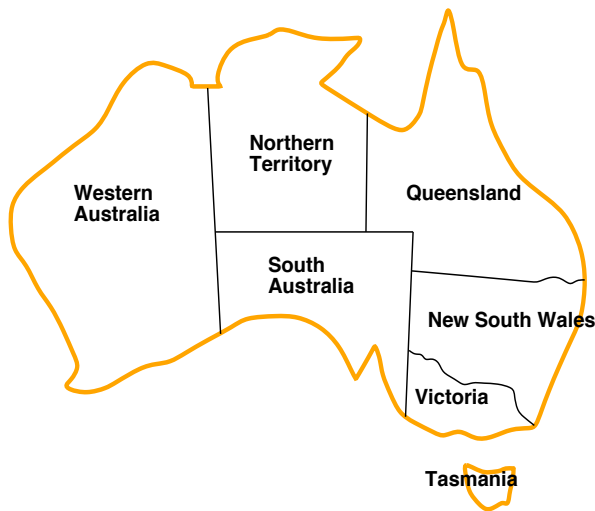 Northern
Territory
Western
Australia
Queensland
South
Australia
New South Wales
Victoria
Tasmania